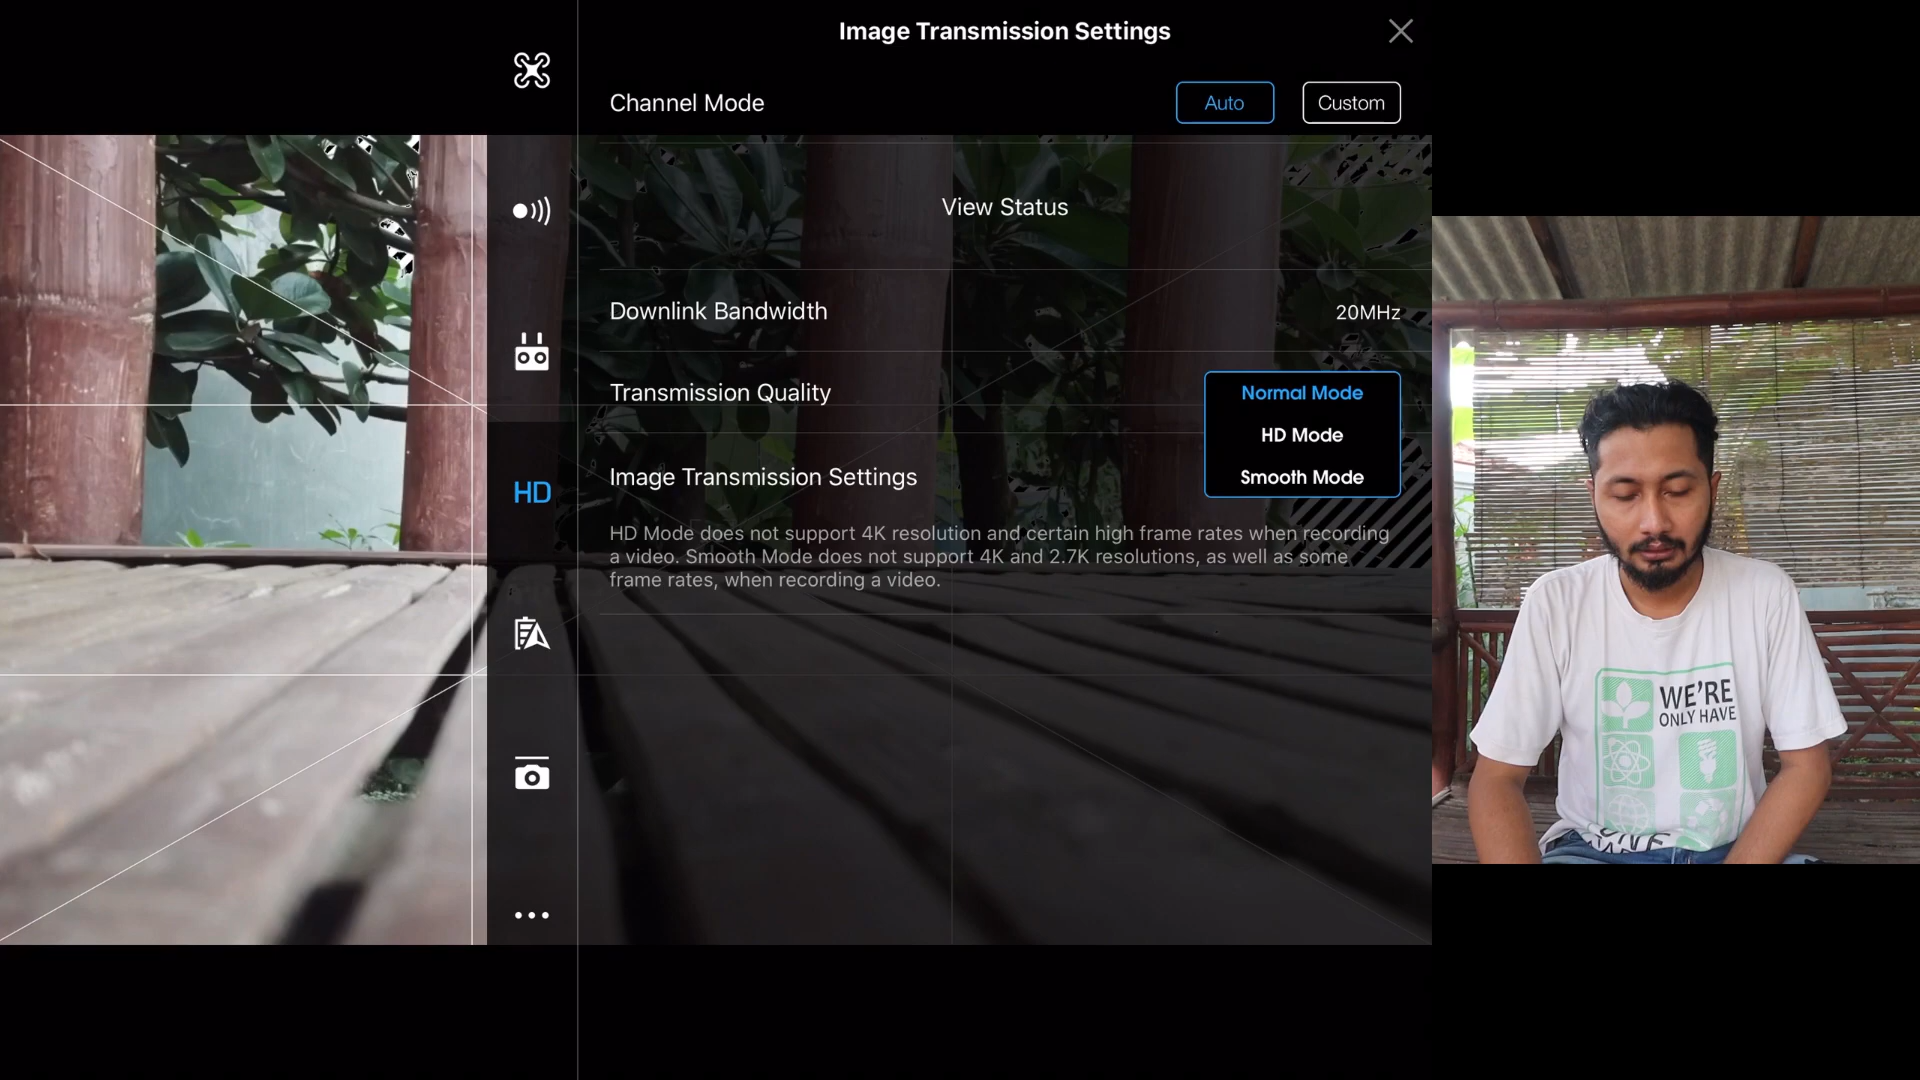 Image Transmission Settings
Channel Mode
Auto
Custom
View Status
Downlink Bandwidth
20MHz
Transmission Quality
Normal Mode
HD Mode
Smooth Mode
Image Transmission Settings
HD Mode does not support 4K resolution and certain high frame rates when recording
a video. Smooth Mode does not support 4K and 2.7K resolutions, as well as some
frame rates, when recording a video.
HD
WE'RE
ONLY HAVE
ONE